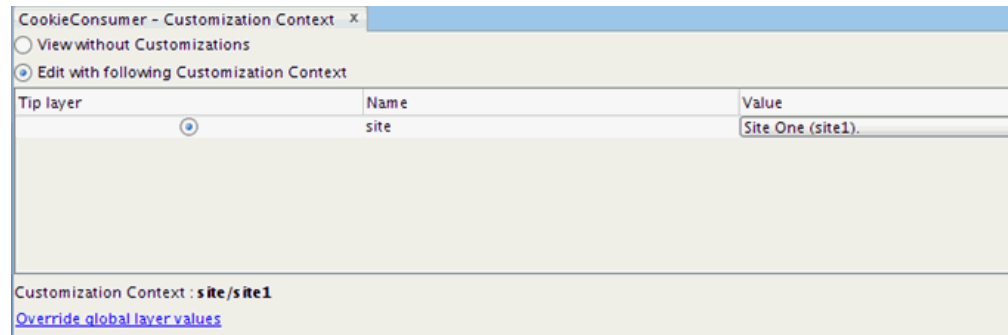 CookieConsumer - Customization Context x
View without Customizations
Edit with following Customization Context
Tip layer Name Value
site Site One (site1).
Customization Context : site/site1
Override global layer values